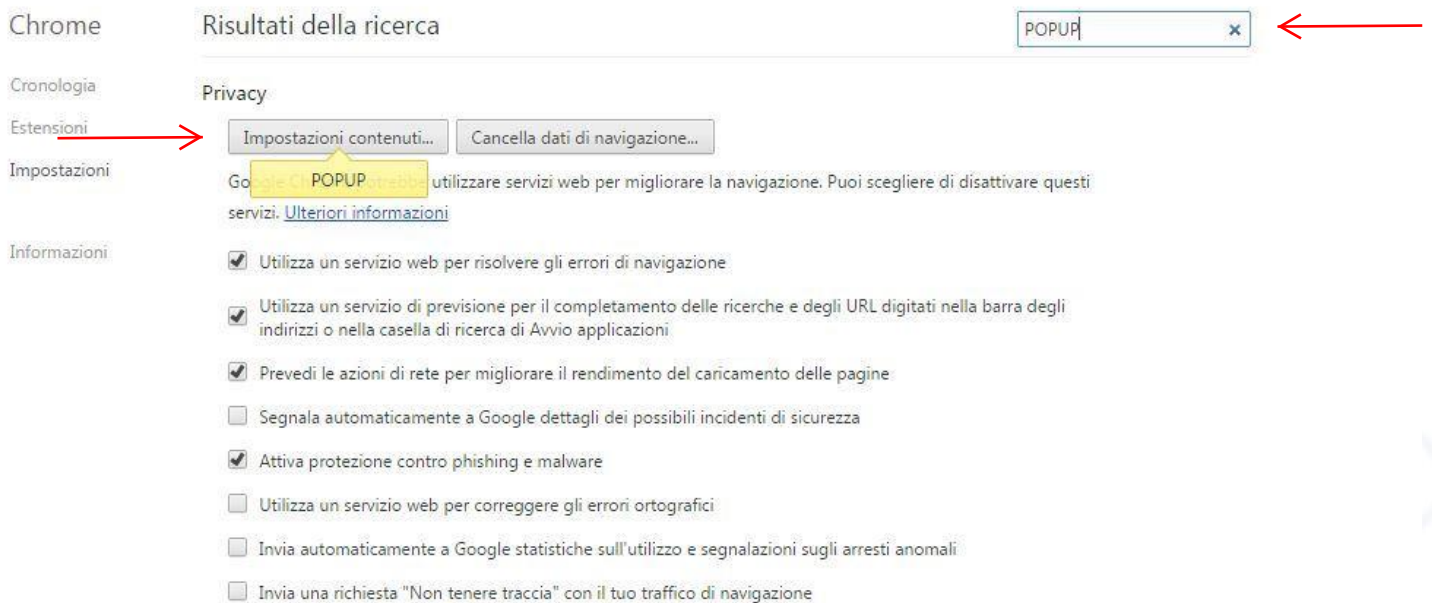 Chrome
Risultati della ricerca
POPUP
Cronologia
Estensioni
Impostazioni
Informazioni
Privacy
Impostazioni contenuti...
Cancella dati di navigazione...
POPUP
Go utilizzare servizi web per migliorare la navigazione. Puoi scegliere di disattivare questi
servizi. Ulteriori informazioni
Utilizza un servizio web per risolvere gli errori di navigazione
Utilizza un servizio di previsione per il completamento delle ricerche e degli URL digitati nella barra degli
indirizzi o nella casella di ricerca di Avvio applicazioni
Prevedi le azioni di rete per migliorare il rendimento del caricamento delle pagine
Segnala automaticamente a Google dettagli dei possibili incidenti di sicurezza
Attiva protezione contro phishing e malware
Utilizza un servizio web per correggere gli errori ortografici
Invia automaticamente a Google statistiche sull'utilizzo e segnalazioni sugli arresti anomali
Invia una richiesta "Non tenere traccia" con il tuo traffico di navigazione